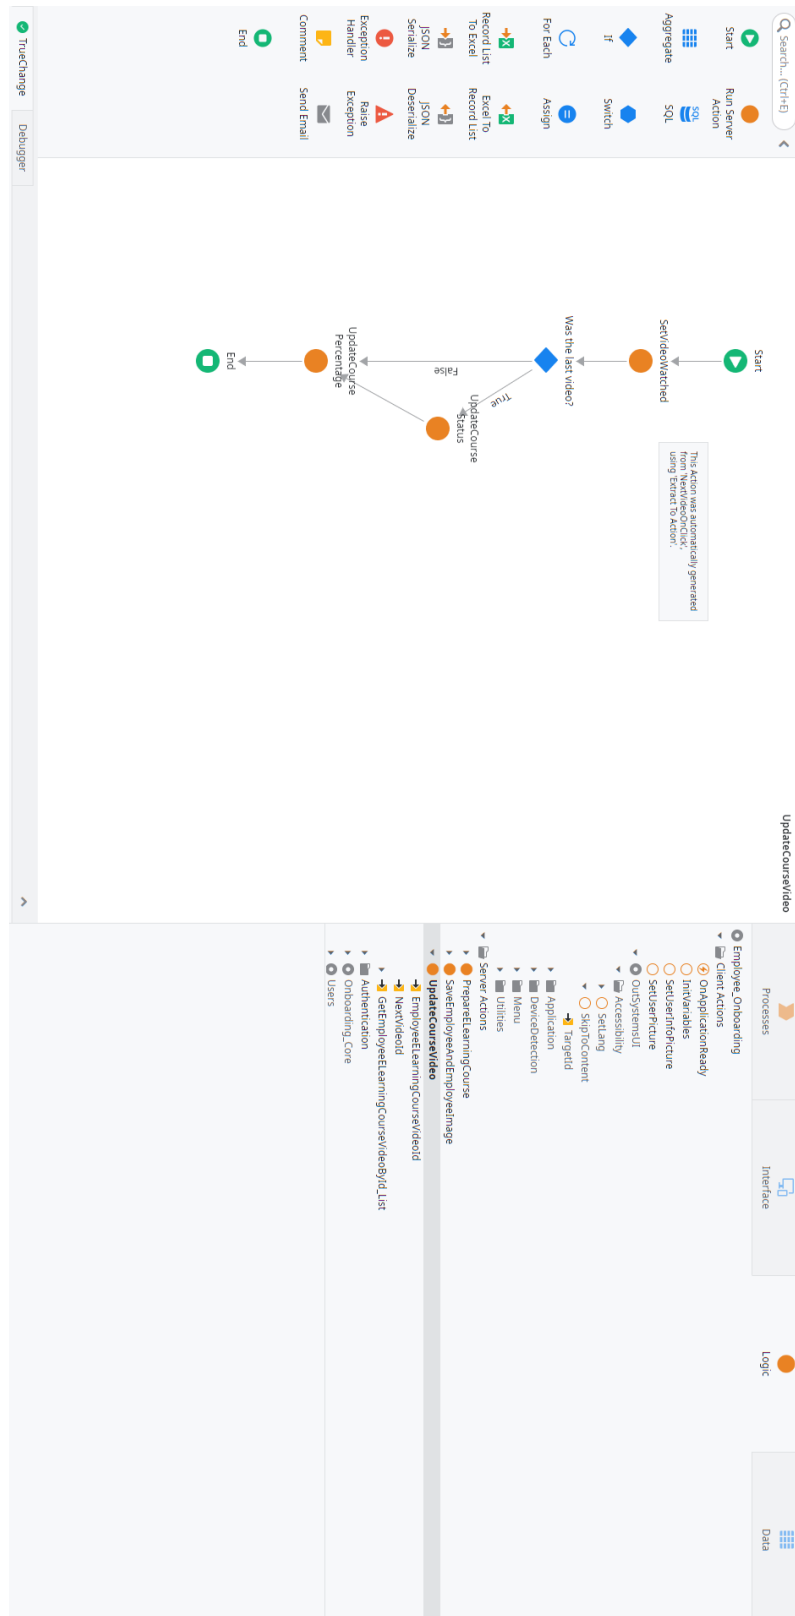 Search... (Ctrl+E)
Start
Run Server
Action
Aggregate
SQL
SQL
If
Switch
For Each
Assign
Record List
To Excel
Excel To
Record List
JSON
Serialize
JSON
Deserialize
Exception
Handler
Raise
Exception
Comment
Send Email
End
UpdateCourseVideo
Start
SetVideoWatched
This Action was automatically generated
from 'NextVideoOnClick',
using 'Extract To Action'.
Was the last video?
True
False
UpdateCourse
Status
UpdateCourse
Percentage
End
TrueChange
Debugger
Processes
Interface
Logic
Data
Employee_Onboarding
Client Actions
OnApplicationReady
InitVariables
SetUserInfoPicture
SetUSerPicture
OutSystemsUI
Accessibility
SetLang
SkipToContent
TargetId
Application
DeviceDetection
Menu
Utilities
Server Actions
PrepareELearningCourse
SaveEmployeeAndEmployeeImage
UpdateCourseVideo
EmployeeELearningCourseVideoId
NextVideoId
GetEmployeeELearningCourseVideoById_List
Authentication
Onboarding_Core
Users